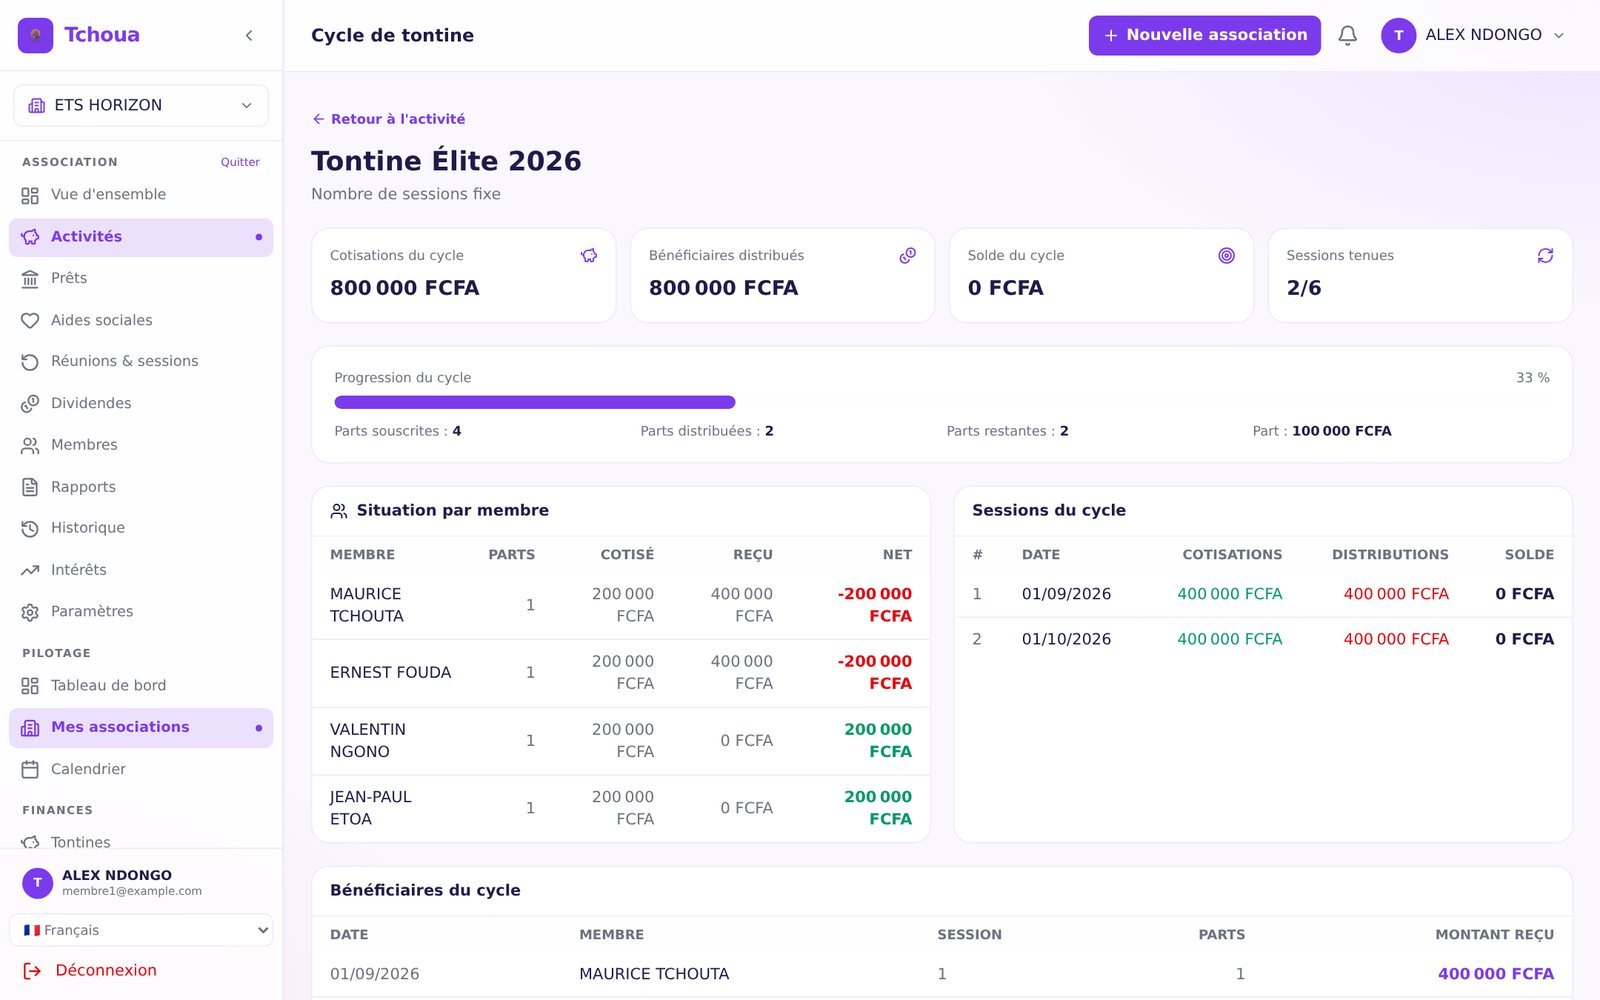 Tchoua
ETS HORIZON
ASSOCIATION Quitter
Vue d'ensemble
Activités
Prêts
Aides sociales
Réunions & sessions
Dividendes
Membres
Rapports
Historique
Intérêts
Paramètres
PILOTAGE
Tableau de bord
Mes associations
Calendrier
FINANCES
Tontines
T
ALEX NDONGO
membre1@example.com
Français
Déconnexion
Cycle de tontine
+ Nouvelle association
T ALEX NDONGO
← Retour à l'activité
Tontine Élite 2026
Nombre de sessions fixe
Cotisations du cycle
800 000 FCFA
Bénéficiaires distribués
800 000 FCFA
Solde du cycle
0 FCFA
Sessions tenues
2/6
Progression du cycle 33 %
Parts souscrites : 4 Parts distribuées : 2 Parts restantes : 2 Part : 100 000 FCFA
Situation par membre
MEMBRE PARTS COTISÉ REÇU NET
MAURICE TCHOUTA 1 200 000 FCFA 400 000 FCFA -200 000 FCFA
ERNEST FOUDA 1 200 000 FCFA 400 000 FCFA -200 000 FCFA
VALENTIN NGONO 1 200 000 FCFA 0 FCFA 200 000 FCFA
JEAN-PAUL ETOA 1 200 000 FCFA 0 FCFA 200 000 FCFA
Sessions du cycle
# DATE COTISATIONS DISTRIBUTIONS SOLDE
1 01/09/2026 400 000 FCFA 400 000 FCFA 0 FCFA
2 01/10/2026 400 000 FCFA 400 000 FCFA 0 FCFA
Bénéficiaires du cycle
DATE MEMBRE SESSION PARTS MONTANT REÇU
01/09/2026 MAURICE TCHOUTA 1 1 400 000 FCFA